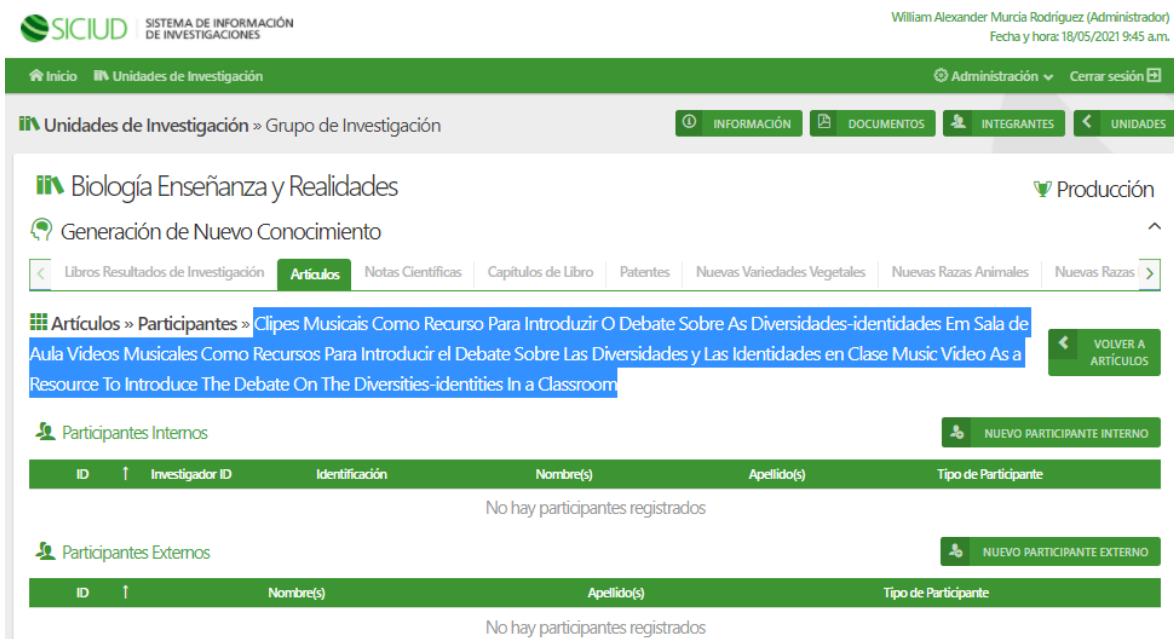 SICIUD SISTEMA DE INFORMACIÓN
DE INVESTIGACIONES
William Alexander Murcia Rodríguez (Administrador)
Fecha y hora: 18/05/2021 9:45 a.m.
Inicio Unidades de Investigación Administración Cerrar sesión
Unidades de Investigación » Grupo de Investigación
INFORMACIÓN DOCUMENTOS INTEGRANTES UNIDADES
Biología Enseñanza y Realidades
Producción
Generación de Nuevo Conocimiento
Libros Resultados de Investigación Artículos Notas Científicas Capítulos de Libro Patentes Nuevas Variedades Vegetales Nuevas Razas Animales Nuevas Razas
Artículos » Participantes » Clipes Musicais Como Recurso Para Introduzir O Debate Sobre As Diversidades-identidades Em Sala de
Aula Videos Musicales Como Recursos Para Introducir el Debate Sobre Las Diversidades y Las Identidades en Clase Music Video As a
Resource To Introduce The Debate On The Diversities-identities In a Classroom
VOLVER A
ARTÍCULOS
Participantes Internos
NUEVO PARTICIPANTE INTERNO
ID ↑ Investigador ID Identificación Nombre(s) Apellido(s) Tipo de Participante
No hay participantes registrados
Participantes Externos
NUEVO PARTICIPANTE EXTERNO
ID ↑ Nombre(s) Apellido(s) Tipo de Participante
No hay participantes registrados